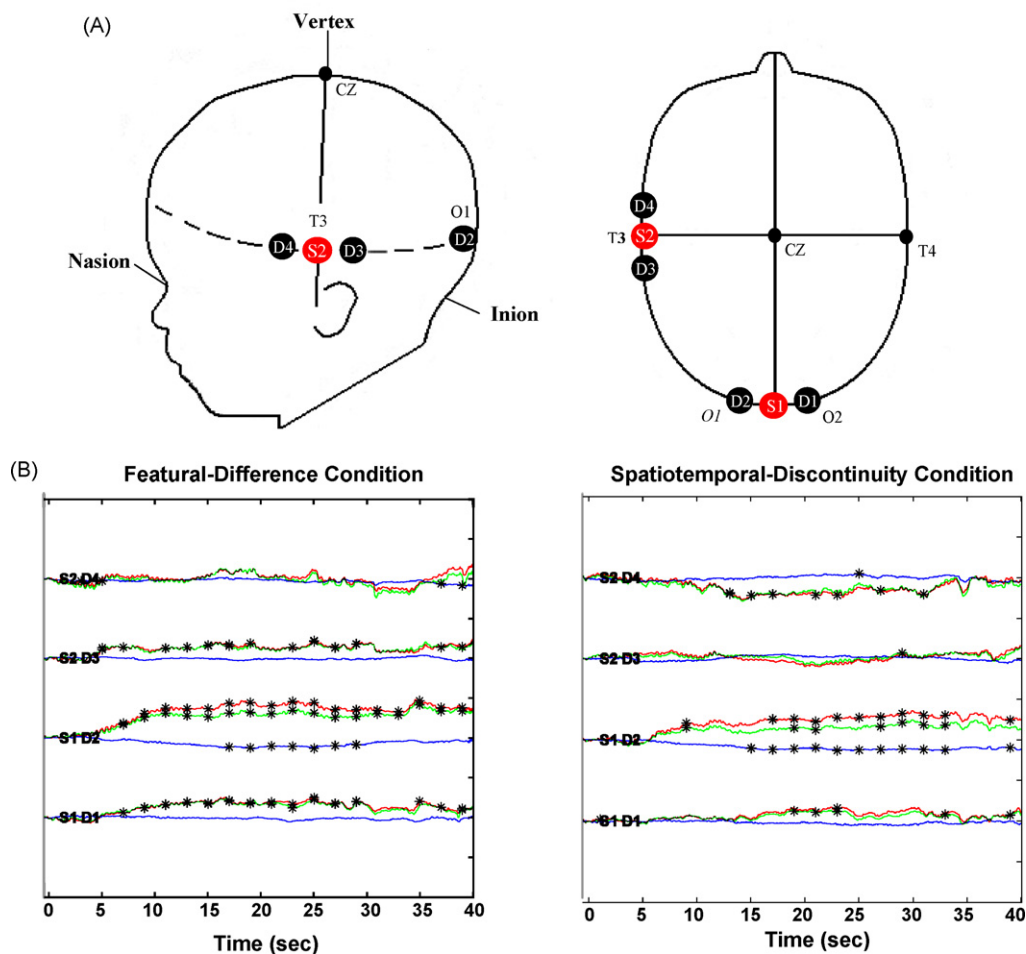 (A)
Vertex
CZ
T3
O1
D4 S2 D3 D2
Nasion
Inion
D4
T3 S2 CZ T4
D3
D2 S1 D1
O1 O2
(B)
Featural-Difference Condition
S2 D4
S2 D3
S1 D2
S1 D1
0 5 10 15 20 25 30 35 40
Time (sec)
Spatiotemporal-Discontinuity Condition
S2 D4
S2 D3
S1 D2
S1 D1
0 5 10 15 20 25 30 35 40
Time (sec)